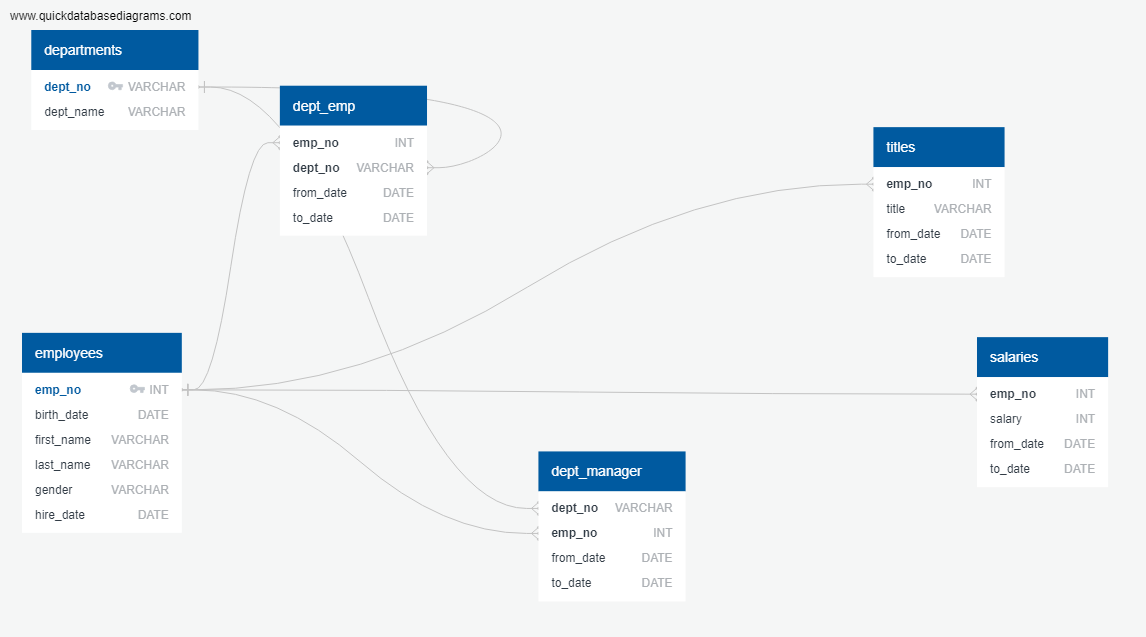 www.quickdatabasediagrams.com
departments
dept_no VARCHAR
dept_name VARCHAR
dept_emp
emp_no INT
dept_no VARCHAR
from_date DATE
to_date DATE
titles
emp_no INT
title VARCHAR
from_date DATE
to_date DATE
employees
emp_no INT
birth_date DATE
first_name VARCHAR
last_name VARCHAR
gender VARCHAR
hire_date DATE
salaries
emp_no INT
salary INT
from_date DATE
to_date DATE
dept_manager
dept_no VARCHAR
emp_no INT
from_date DATE
to_date DATE